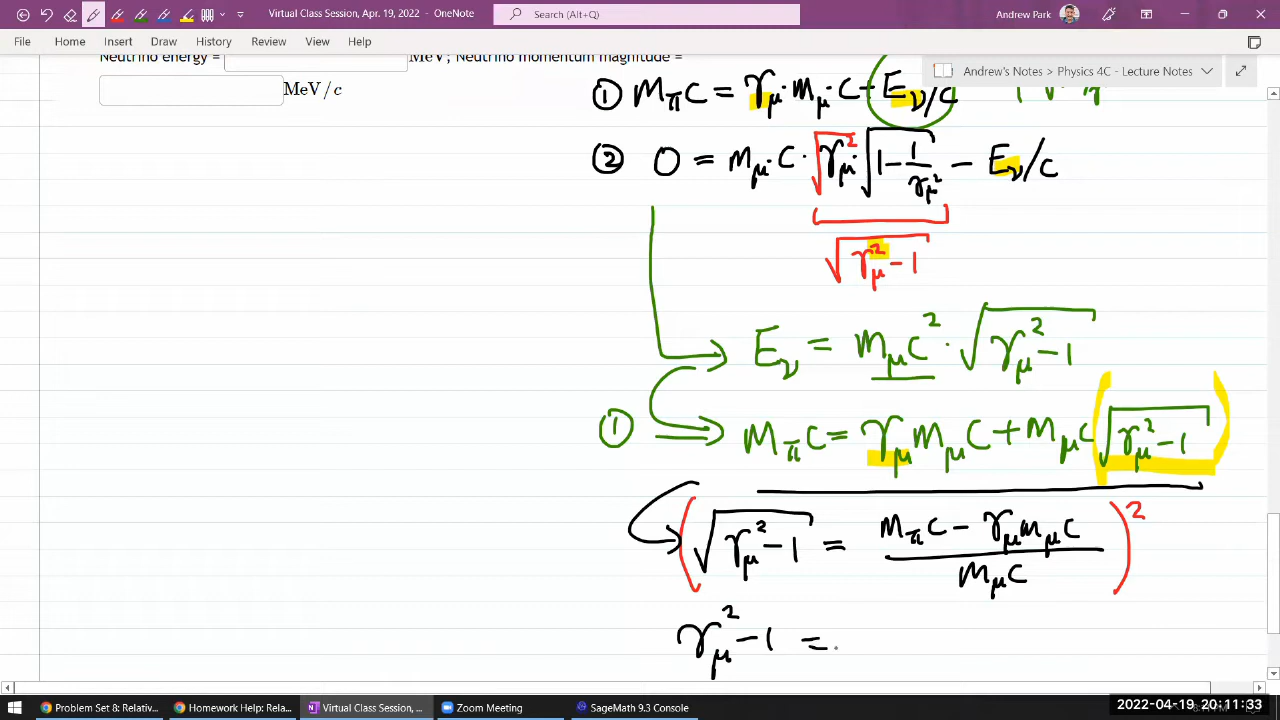 Virtual Class Session, Apr. 19, 2022 - OneNote
Search (Alt+Q)
Andrew Park
File Home Insert Draw History Review View Help
Andrew's Notes > Physics 4C - Lecture Notes
Neutrino energy = MeV; Neutrino momentum magnitude =
MeV/c
① m_π c = γ_μ · m_μ · c + E_ν/c
② 0 = m_μ · c · √γ_μ² · √(1 - 1/γ_μ²) - E_ν/c
√(γ_μ² - 1)
E_ν = m_μ c² · √(γ_μ² - 1)
① m_π c = γ_μ m_μ c + m_μ c (√(γ_μ² - 1))
(√(γ_μ² - 1) = (m_π c - γ_μ m_μ c) / (m_μ c))²
γ_μ² - 1 =
Problem Set & Relativ...
Homework Help: Rela...
Virtual Class Session,...
Zoom Meeting
SageMath 9.3 Console
2022-04-19 20:11:33